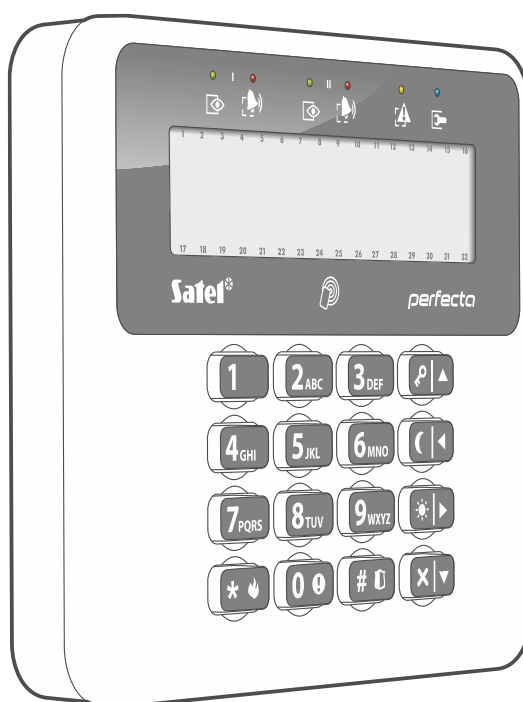 I II
1 2 3 4 5 6 7 8 9 10 11 12 13 14 15 16
17 18 19 20 21 22 23 24 25 26 27 28 29 30 31 32
Satel perfecta
1 2ABC 3DEF
4GHI 5JKL 6MNO
7PQRS 8TUV 9WXYZ
* 0 #